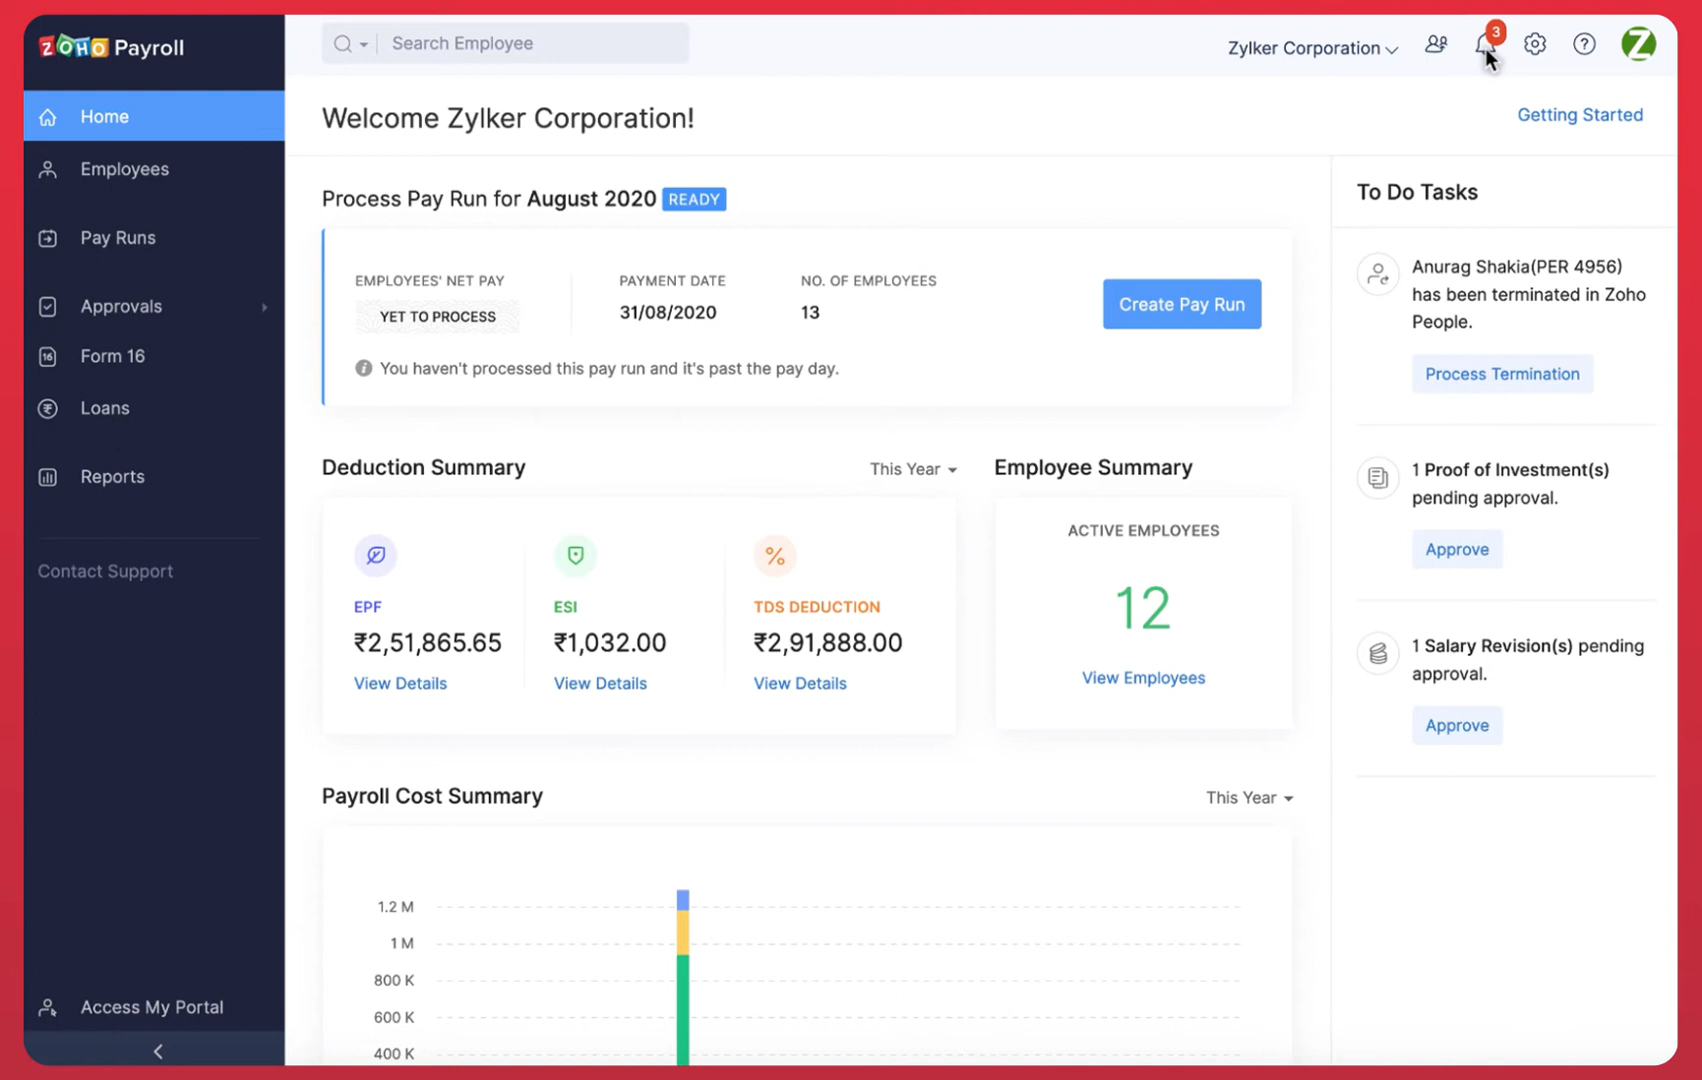 ZOHO Payroll
Search Employee
Zylker Corporation
3
Z
Home
Employees
Pay Runs
Approvals
16
Form 16
Loans
Reports
Contact Support
Access My Portal
Welcome Zylker Corporation!
Getting Started
Process Pay Run for August 2020 READY
EMPLOYEES' NET PAY
YET TO PROCESS
PAYMENT DATE
31/08/2020
NO. OF EMPLOYEES
13
Create Pay Run
You haven't processed this pay run and it's past the pay day.
Deduction Summary
This Year
EPF
₹2,51,865.65
View Details
ESI
₹1,032.00
View Details
TDS DEDUCTION
₹2,91,888.00
View Details
Employee Summary
ACTIVE EMPLOYEES
12
View Employees
Payroll Cost Summary
This Year
1.2 M
1 M
800 K
600 K
400 K
To Do Tasks
Anurag Shakia(PER 4956)
has been terminated in Zoho
People.
Process Termination
1 Proof of Investment(s)
pending approval.
Approve
1 Salary Revision(s) pending
approval.
Approve